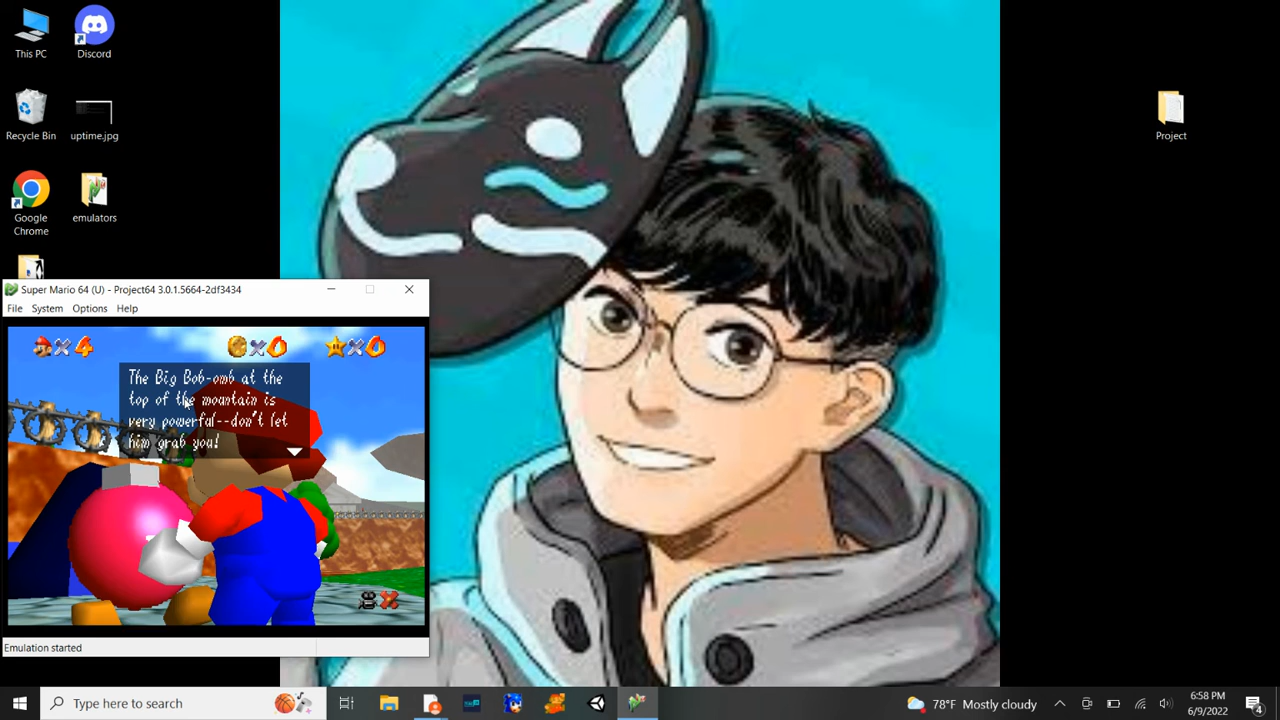 This PC
Discord
Recycle Bin
uptime.jpg
Google
Chrome
emulators
Project
Super Mario 64 (U) - Project64 3.0.1.5664-2df3434
File System Options Help
×4 ×0 ×0
The Big Bob-omb at the
top of the mountain is
very powerful--don't let
him grab you!
Emulation started
Type here to search
78°F Mostly cloudy
6:58 PM
6/9/2022
4